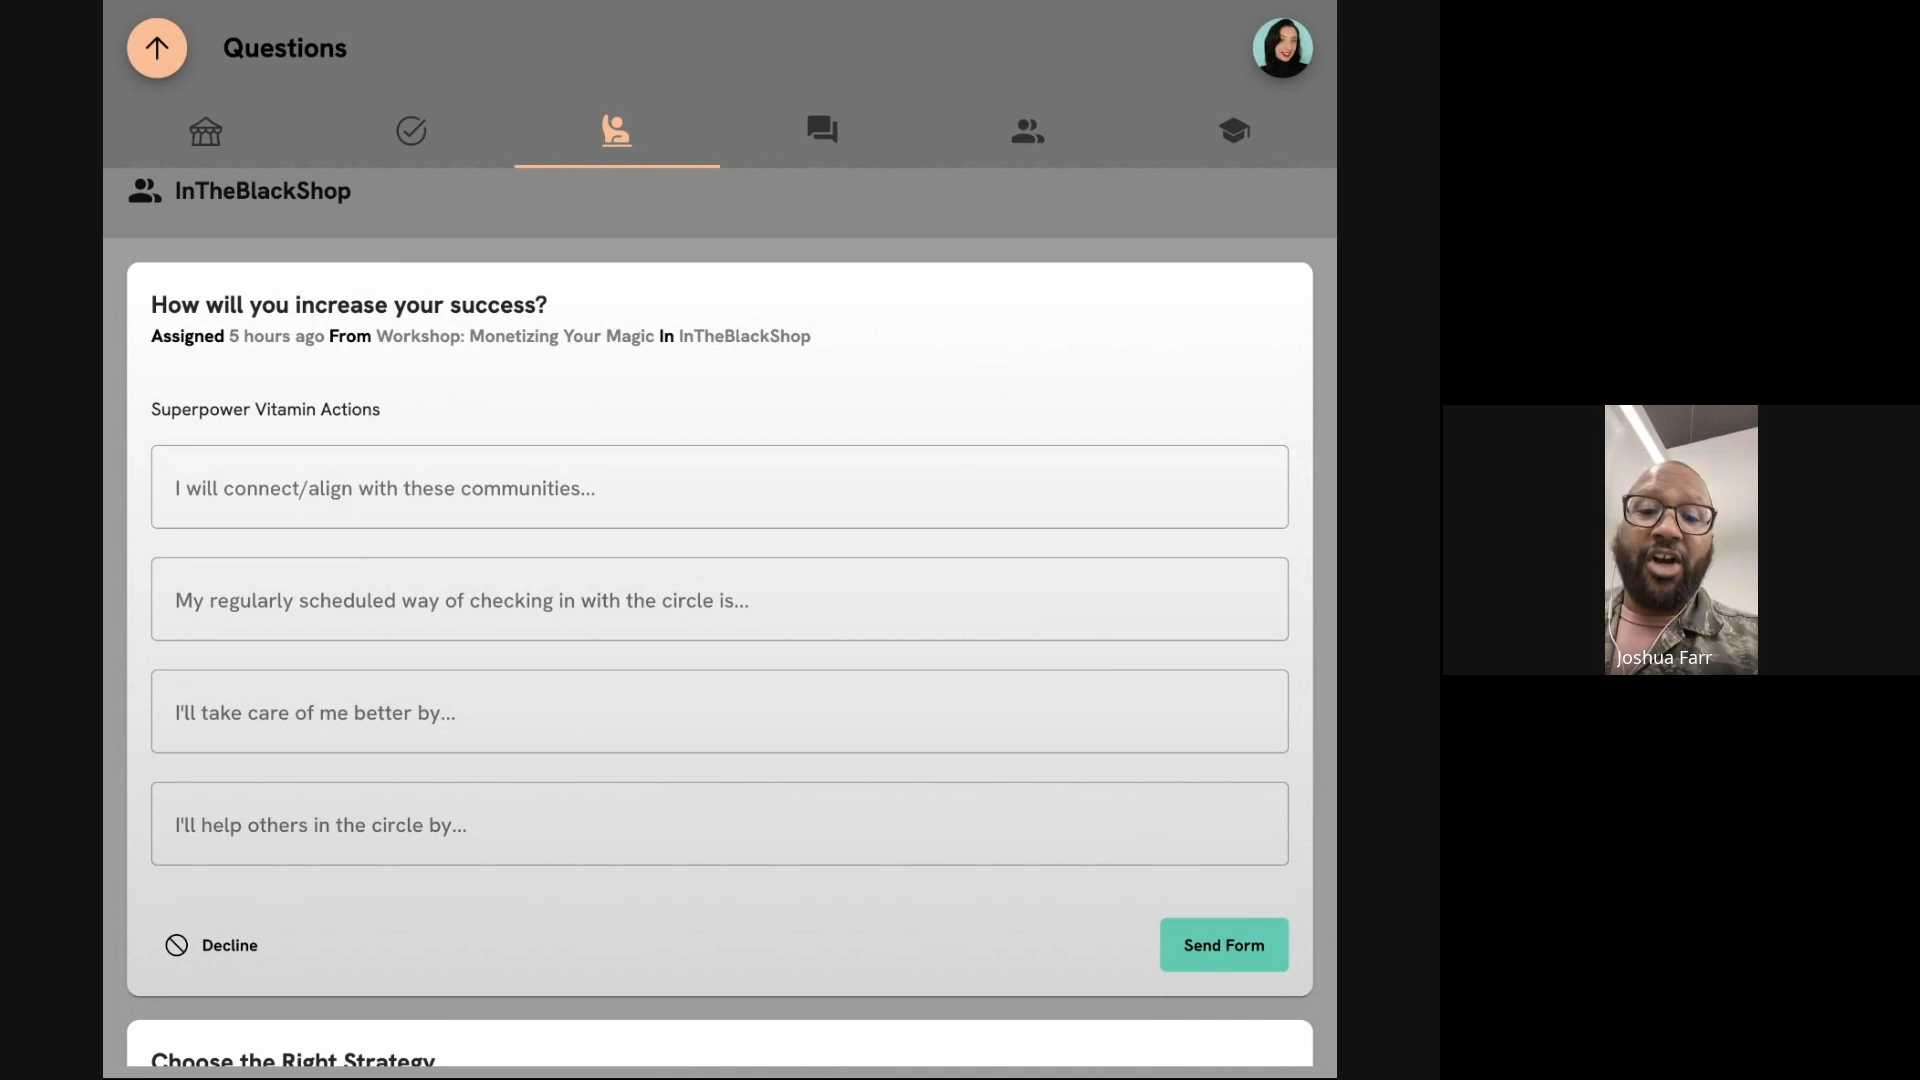 Questions
InTheBlackShop
How will you increase your success?
Assigned 5 hours ago From Workshop: Monetizing Your Magic In InTheBlackShop
Superpower Vitamin Actions
I will connect/align with these communities...
My regularly scheduled way of checking in with the circle is...
I'll take care of me better by...
I'll help others in the circle by...
Decline
Send Form
Choose the Right Strategy
Joshua Farr